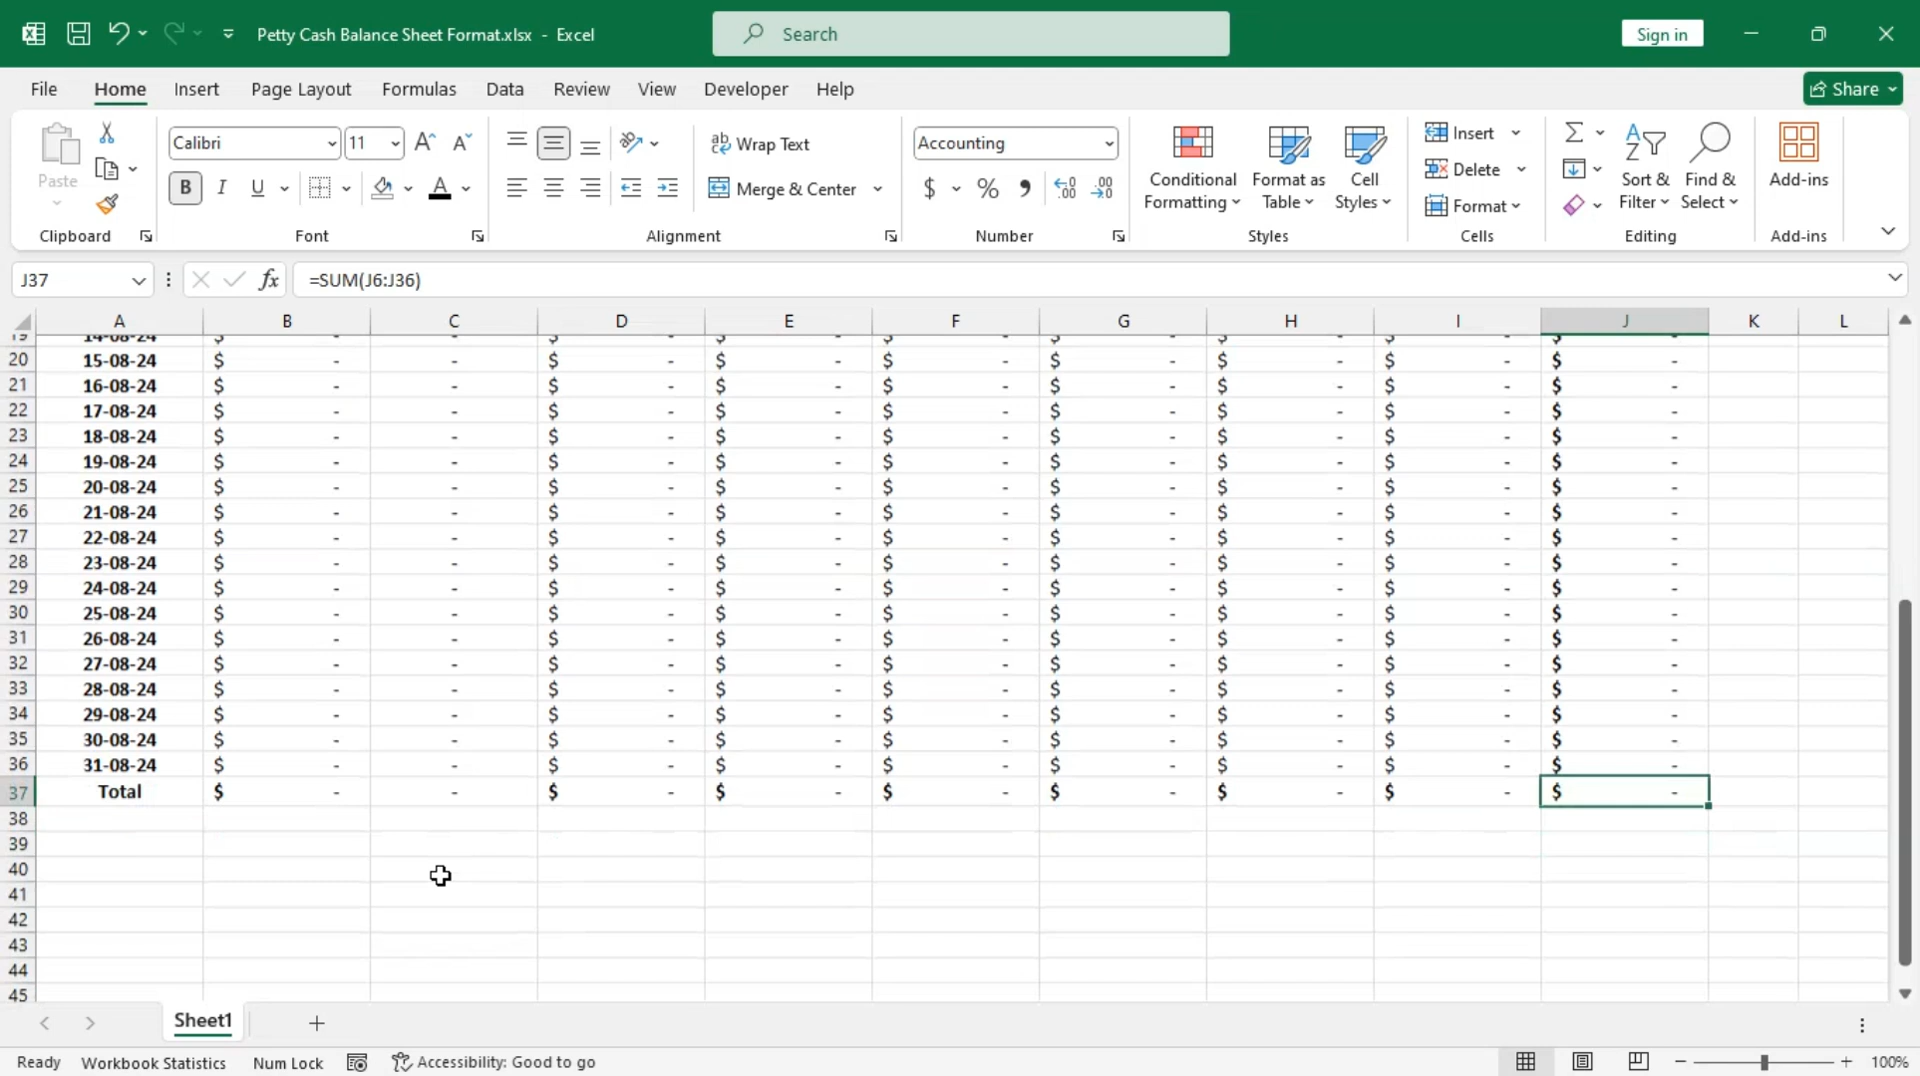 Petty Cash Balance Sheet Format.xlsx - Excel
Search
Sign in
File Home Insert Page Layout Formulas Data Review View Developer Help
Share
Paste
Clipboard
Calibri 11
B I U A
Font
Wrap Text
Merge & Center
Alignment
Accounting
$ % ,
Number
Conditional Formatting
Format as Table
Cell Styles
Styles
Insert
Delete
Format
Cells
Sort & Filter
Find & Select
Editing
Add-ins
Add-ins
J37 fx =SUM(J6:J36)
A B C D E F G H I J K L
19 14-08-24 $ - - $ - $ - $ - $ - $ - $ - $ -
20 15-08-24 $ - - $ - $ - $ - $ - $ - $ - $ -
21 16-08-24 $ - - $ - $ - $ - $ - $ - $ - $ -
22 17-08-24 $ - - $ - $ - $ - $ - $ - $ - $ -
23 18-08-24 $ - - $ - $ - $ - $ - $ - $ - $ -
24 19-08-24 $ - - $ - $ - $ - $ - $ - $ - $ -
25 20-08-24 $ - - $ - $ - $ - $ - $ - $ - $ -
26 21-08-24 $ - - $ - $ - $ - $ - $ - $ - $ -
27 22-08-24 $ - - $ - $ - $ - $ - $ - $ - $ -
28 23-08-24 $ - - $ - $ - $ - $ - $ - $ - $ -
29 24-08-24 $ - - $ - $ - $ - $ - $ - $ - $ -
30 25-08-24 $ - - $ - $ - $ - $ - $ - $ - $ -
31 26-08-24 $ - - $ - $ - $ - $ - $ - $ - $ -
32 27-08-24 $ - - $ - $ - $ - $ - $ - $ - $ -
33 28-08-24 $ - - $ - $ - $ - $ - $ - $ - $ -
34 29-08-24 $ - - $ - $ - $ - $ - $ - $ - $ -
35 30-08-24 $ - - $ - $ - $ - $ - $ - $ - $ -
36 31-08-24 $ - - $ - $ - $ - $ - $ - $ - $ -
37 Total $ - - $ - $ - $ - $ - $ - $ - $ -
38
39
40
41
42
43
44
45
Sheet1
Ready Workbook Statistics Num Lock Accessibility: Good to go 100%